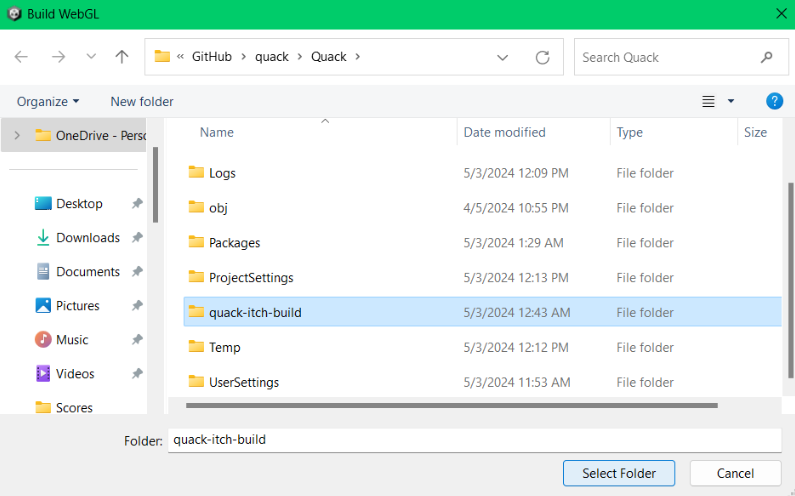 Build WebGL
« GitHub > quack > Quack >
Search Quack
Organize
New folder
?
Name
Date modified
Type
Size
OneDrive - Perso
Desktop
Downloads
Documents
Pictures
Music
Videos
Scores
Logs 5/3/2024 12:09 PM File folder
obj 4/5/2024 10:55 PM File folder
Packages 5/3/2024 1:29 AM File folder
ProjectSettings 5/3/2024 12:13 PM File folder
quack-itch-build 5/3/2024 12:43 AM File folder
Temp 5/3/2024 12:12 PM File folder
UserSettings 5/3/2024 11:53 AM File folder
Folder: quack-itch-build
Select Folder
Cancel